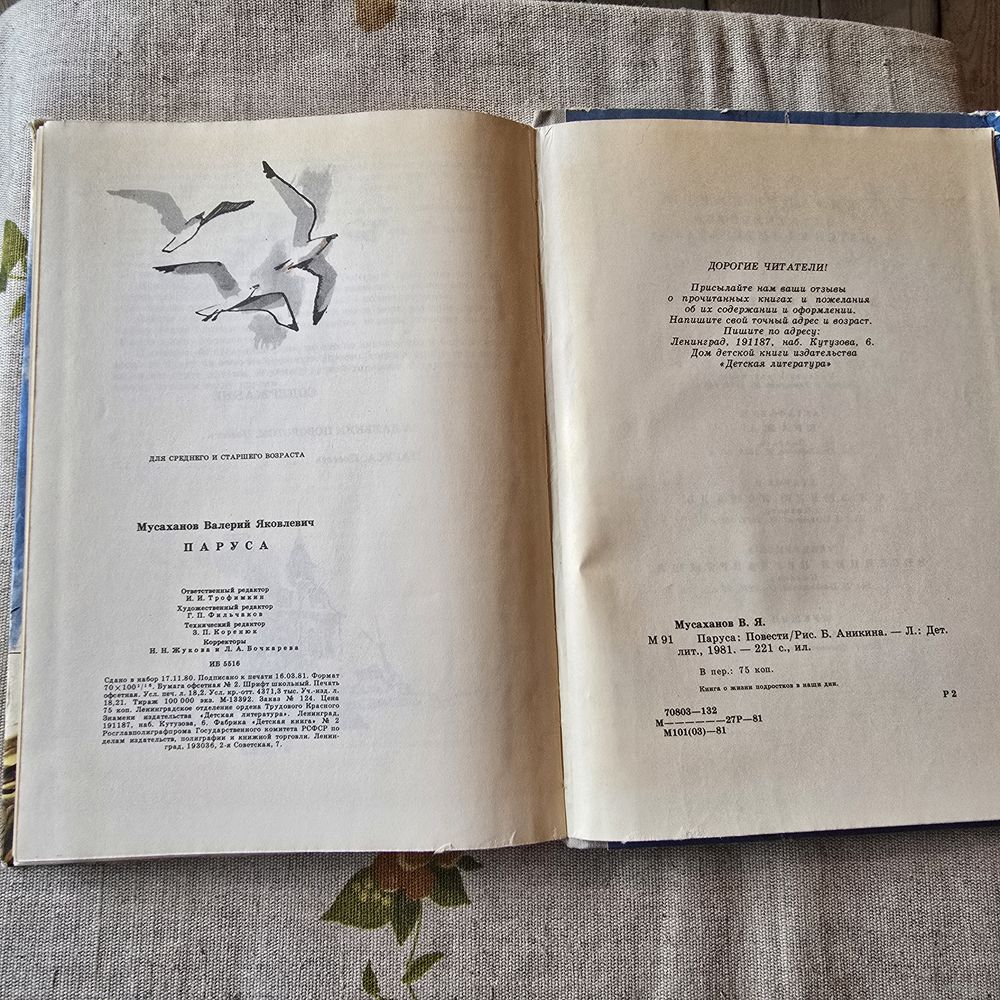 ДЛЯ СРЕДНЕГО И СТАРШЕГО ВОЗРАСТА
Мусаханов Валерий Яковлевич
ПАРУСА
Ответственный редактор
И. И. Трофимкин
Художественный редактор
Г. П. Фильчаков
Технический редактор
З. П. Коренюк
Корректоры
Н. Н. Жукова и Л. А. Бочкарева
ИБ 5516
Сдано в набор 17.11.80. Подписано к печати 16.03.81. Формат
70×100¹/₁₆. Бумага офсетная № 2. Шрифт школьный. Печать
офсетная. Усл. печ. л. 18,2. Усл. кр.-отт. 4371,3 тыс. Уч.-изд. л.
18,21. Тираж 100 000 экз. М-13392. Заказ № 124. Цена
75 коп. Ленинградское отделение ордена Трудового Красного
Знамени издательства «Детская литература». Ленинград,
191187, наб. Кутузова, 6. Фабрика «Детская книга» № 2
Росглавполиграфпрома Государственного комитета РСФСР по
делам издательств, полиграфии и книжной торговли. Ленин-
град, 193036, 2-я Советская, 7.
ДОРОГИЕ ЧИТАТЕЛИ!
Присылайте нам ваши отзывы
о прочитанных книгах и пожелания
об их содержании и оформлении.
Напишите свой точный адрес и возраст.
Пишите по адресу:
Ленинград, 191187, наб. Кутузова, 6.
Дом детской книги издательства
«Детская литература»
Мусаханов В. Я.
М 91 Паруса: Повести/Рис. Б. Аникина. — Л.: Дет.
лит., 1981. — 221 с., ил.
В пер.: 75 коп.
Книга о жизни подростков в наши дни.
70803—132
М——————27Р—81
М101(03)—81
Р 2